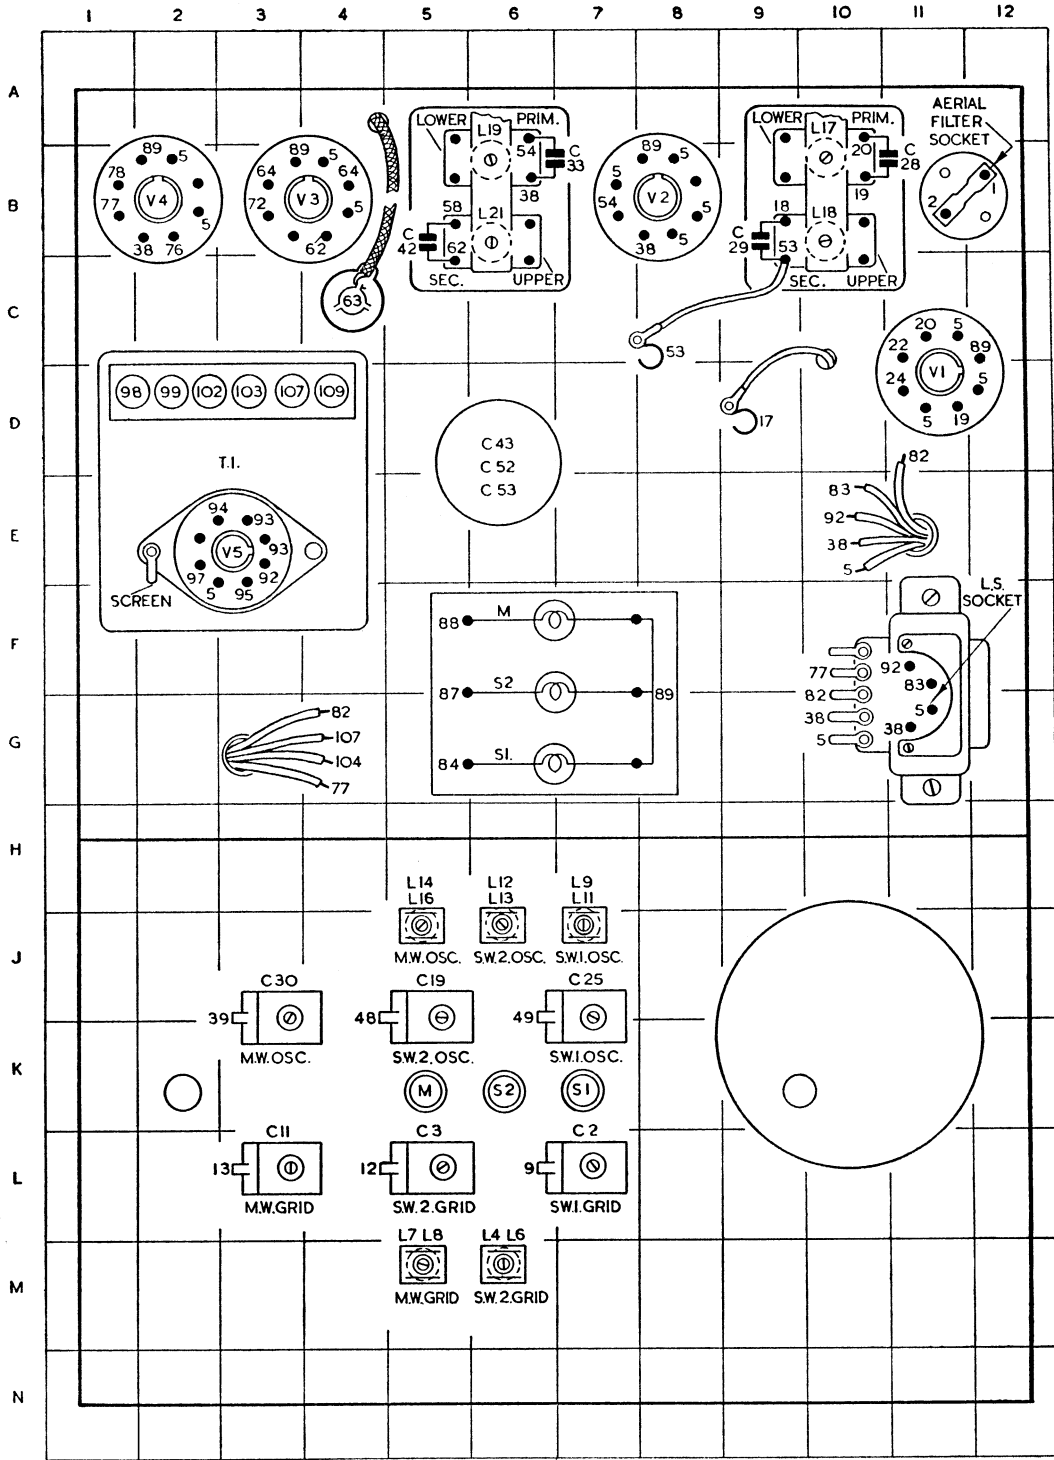 1 2 3 4 5 6 7 8 9 10 11 12
A
B
C
D
E
F
G
H
J
K
L
M
N
89 5
78
77 V4
5
38 76
89 5
64 64
72 V3 5
62
63
LOWER L19 PRIM.
54 C 33
38
58 L21
C 42 62
SEC. UPPER
89 5
5
54 V2
38 5
53
LOWER L17 PRIM.
20 C 28
19
18 L18
C 29 53
SEC. UPPER
AERIAL
FILTER
SOCKET
1
2
20 5
22 89
V1
24 5
5 19
17
98 99 102 103 107 109
T.I.
94 93
V5 93
97 92
5 95
SCREEN
C 43
C 52
C 53
82
83
92
38
5
L.S.
SOCKET
92
77 83
82
38 5
5 38
88 M
87 S2 89
84 S1.
82
107
104
77
L14
L16
M.W.OSC.
L12
L13
S.W.2.OSC.
L9
L11
S.W.1.OSC.
C30
39
M.W.OSC.
C19
48
S.W.2.OSC.
C25
49
S.W.1.OSC.
M S2 S1
C11
13
M.W.GRID
C3
12
S.W.2.GRID
C2
9
S.W.1.GRID
L7 L8
M.W.GRID
L4 L6
S.W.2.GRID